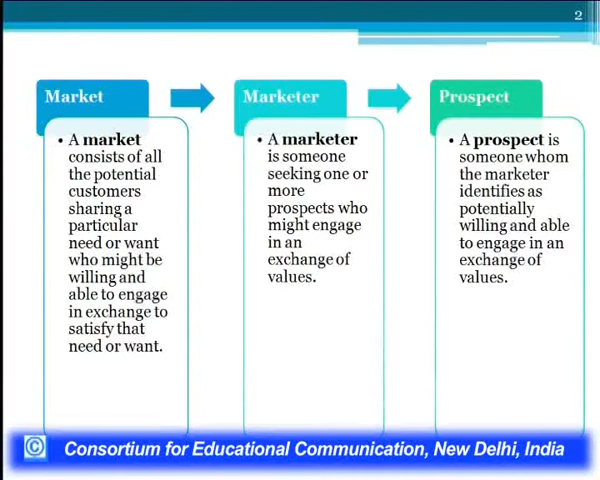 2
Market
Marketer
Prospect
• A market
consists of all
the potential
customers
sharing a
particular
need or want
who might be
willing and
able to engage
in exchange to
satisfy that
need or want.
• A marketer
is someone
seeking one or
more
prospects who
might engage
in an
exchange of
values.
• A prospect is
someone whom
the marketer
identifies as
potentially
willing and able
to engage in an
exchange of
values.
© Consortium for Educational Communication, New Delhi, India